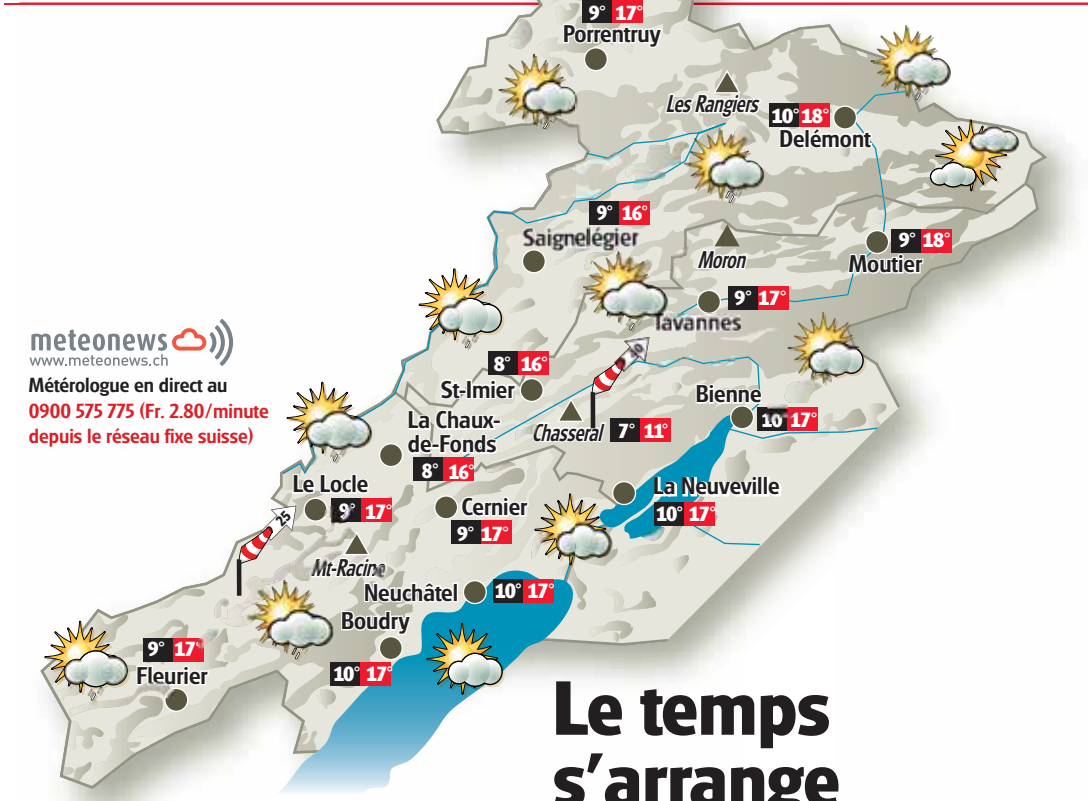 9° 17°
Porrentruy
Les Rangiers
10° 18°
Delémont
9° 16°
Saignelégier
Moron
9° 18°
Moutier
9° 17°
Tavannes
meteonews
www.meteonews.ch
Météorologue en direct au
0900 575 775 (Fr. 2.80/minute
depuis le réseau fixe suisse)
8° 16°
St-Imier
Bienne
10° 17°
La Chaux-
de-Fonds
8° 16°
Chasseral 7° 11°
Le Locle
9° 17°
25
Cernier
9° 17°
La Neuveville
10° 17°
Mt-Racine
Neuchâtel 10° 17°
Boudry
10° 17°
9° 17°
Fleurier
Le temps
s'arrange